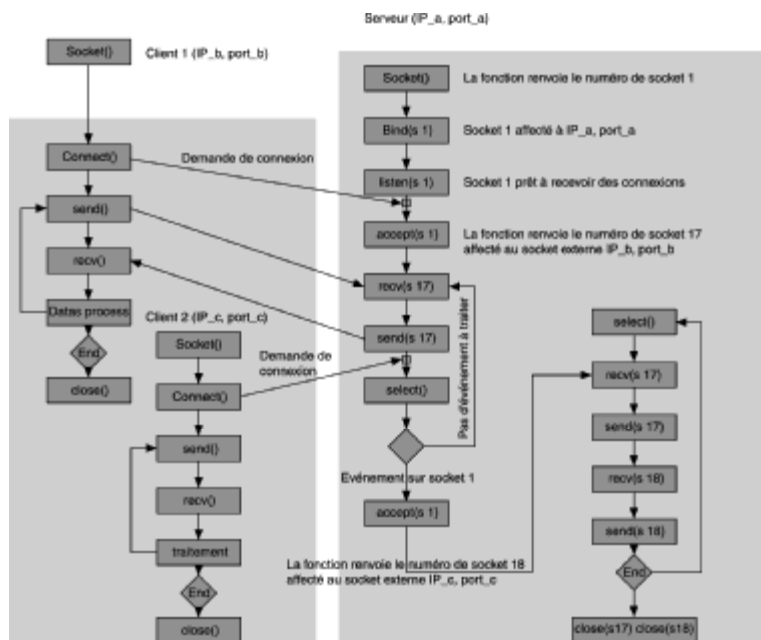 Serveur (IP_a, port_a)
Socket()
Client 1 (IP_b, port_b)
Socket()
La fonction renvoie le numéro de socket 1
Bind(s 1)
Socket 1 affecté à IP_a, port_a
Connect()
Demande de connexion
listen(s 1)
Socket 1 prêt à recevoir des connexions
send()
accept(s 1)
La fonction renvoie le numéro de socket 17
affecté au socket externe IP_b, port_b
recv()
recv(s 17)
Pas d'événement à traiter
Datas process
Client 2 (IP_c, port_c)
select()
End
Socket()
Demande de
connexion
send(s 17)
recv(s 17)
close()
Connect()
select()
send(s 17)
send()
Evénement sur socket 1
recv(s 18)
recv()
accept(s 1)
send(s 18)
traitement
La fonction renvoie le numéro de socket 18
affecté au socket externe IP_c, port_c
End
End
close()
close(s17) close(s18)